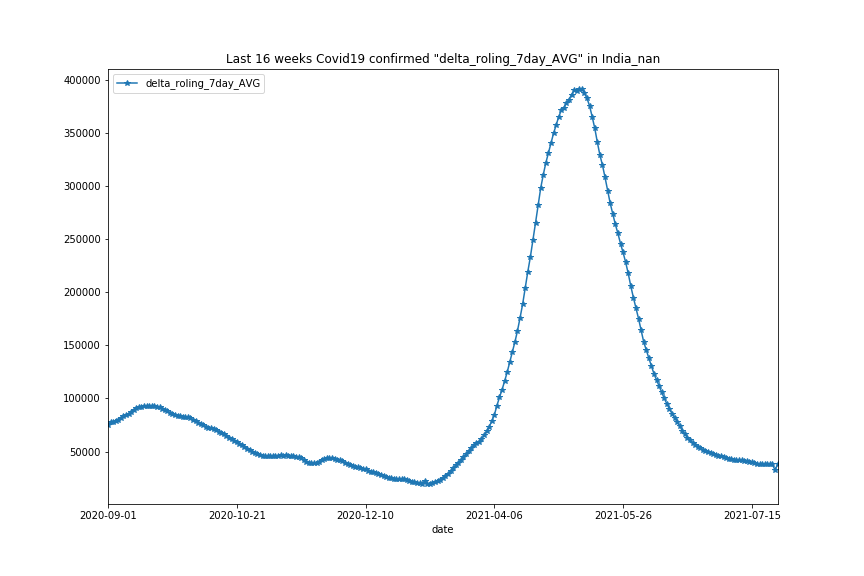 Last 16 weeks Covid19 confirmed "delta_roling_7day_AVG" in India_nan
delta_roling_7day_AVG
400000
350000
300000
250000
200000
150000
100000
50000
2020-09-01 2020-10-21 2020-12-10 2021-04-06 2021-05-26 2021-07-15
date